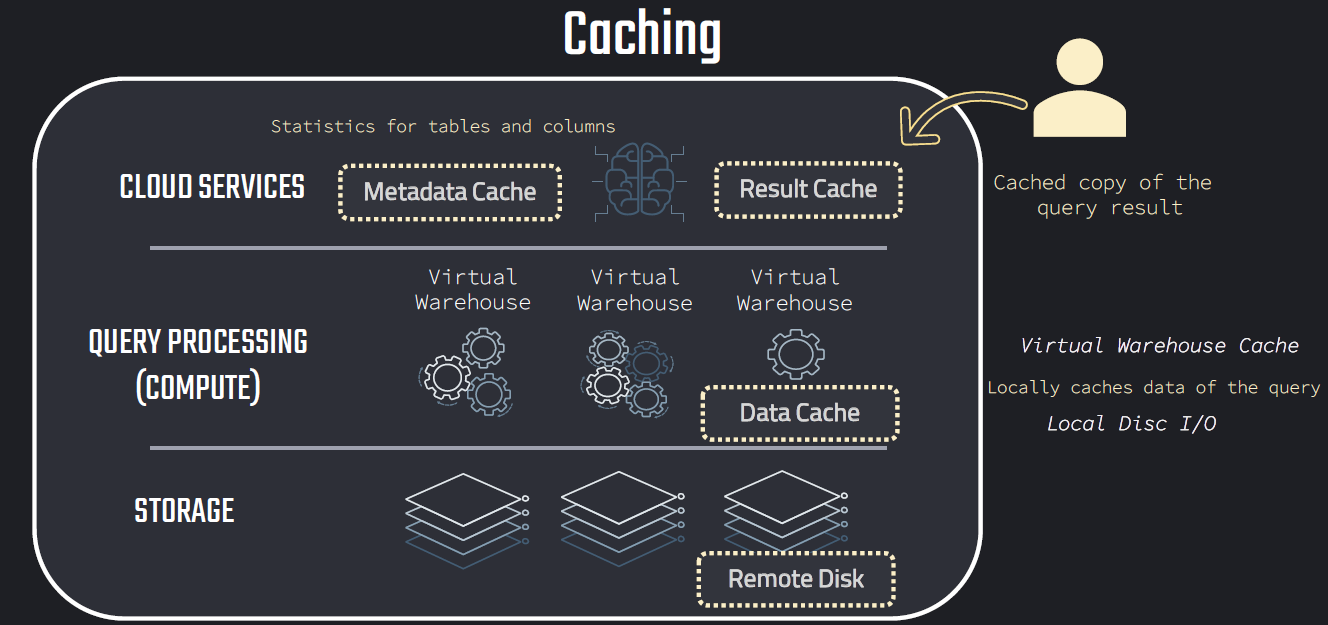 Caching
Statistics for tables and columns
CLOUD SERVICES
Metadata Cache
Result Cache
Cached copy of the
query result
Virtual
Warehouse
Virtual
Warehouse
Virtual
Warehouse
QUERY PROCESSING
(COMPUTE)
Data Cache
Virtual Warehouse Cache
Locally caches data of the query
Local Disc I/O
STORAGE
Remote Disk